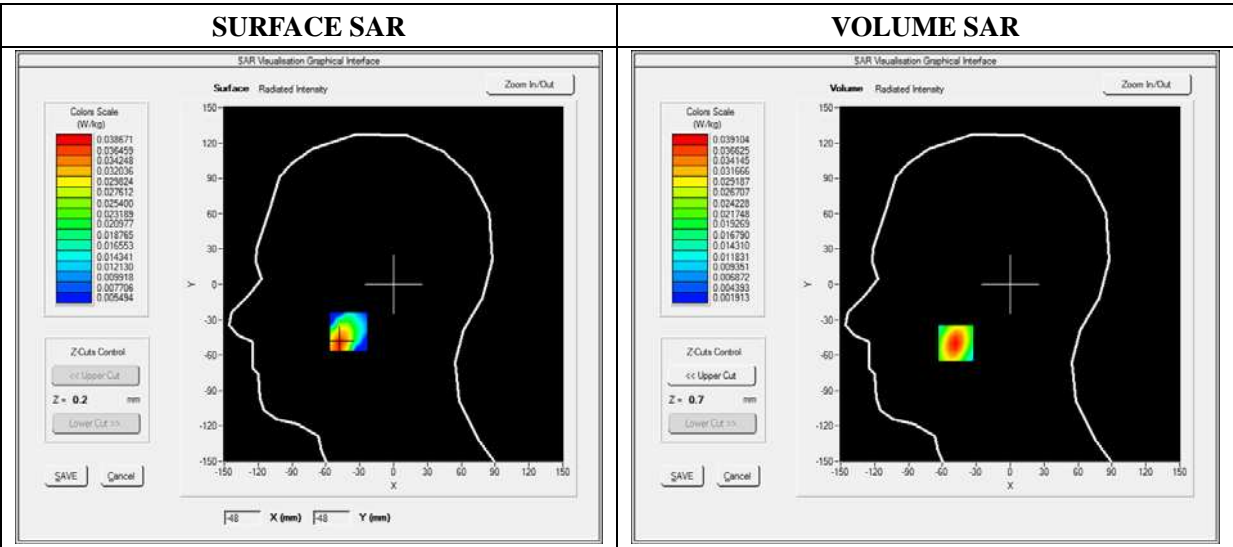 SURFACE SAR
VOLUME SAR
SAR Visualisation Graphical Interface
Surface Radiated Intensity
Zoom In/Out
Colors Scale
(W/kg)
0.038671
0.036459
0.034248
0.032036
0.029824
0.027612
0.025400
0.023189
0.020977
0.018765
0.016553
0.014341
0.012130
0.009918
0.007706
0.005494
Z-Cuts Control
<< Upper Cut
Z = 0.2 mm
Lower Cut >>
SAVE Cancel
150
120
90
60
30
0
-30
-60
-90
-120
-150
Y
-150 -120 -90 -60 -30 0 30 60 90 120 150
X
-48 X (mm) -48 Y (mm)
SAR Visualisation Graphical Interface
Volume Radiated Intensity
Zoom In/Out
Colors Scale
(W/kg)
0.039104
0.036625
0.034145
0.031666
0.029187
0.026707
0.024228
0.021748
0.019269
0.016790
0.014310
0.011831
0.009351
0.006872
0.004393
0.001913
Z-Cuts Control
<< Upper Cut
Z = 0.7 mm
Lower Cut >>
SAVE Cancel
150
120
90
60
30
0
-30
-60
-90
-120
-150
Y
-150 -120 -90 -60 -30 0 30 60 90 120 150
X